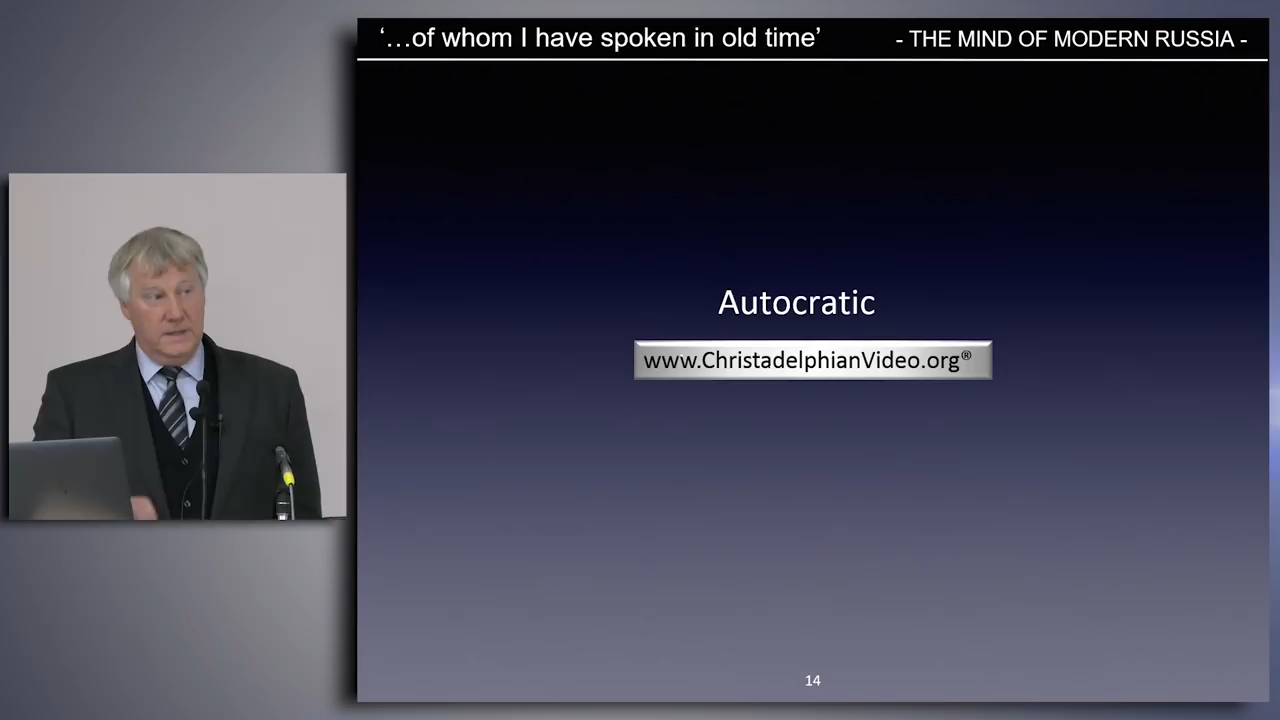 ‘…of whom I have spoken in old time’ - THE MIND OF MODERN RUSSIA -
Autocratic
www.ChristadelphianVideo.org®
14